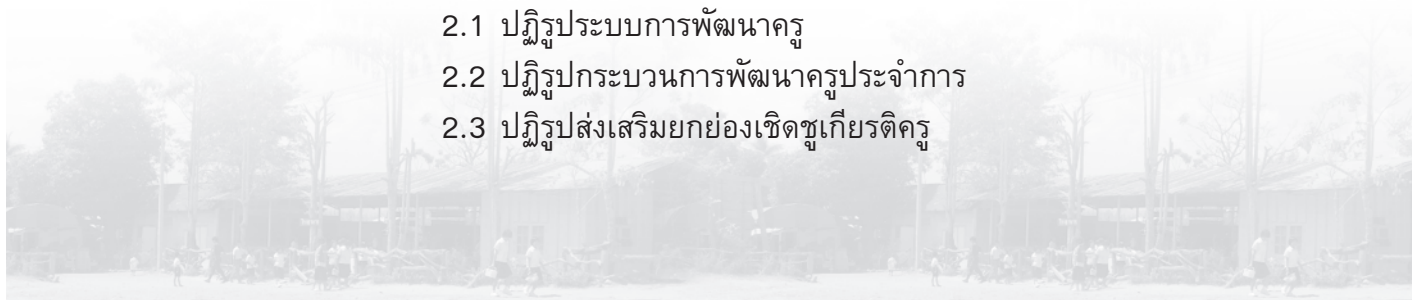 2.1 ปฏิรูประบบการพัฒนาครู
2.2 ปฏิรูปกระบวนการพัฒนาครูประจำการ
2.3 ปฏิรูปส่งเสริมยกย่องเชิดชูเกียรติครู